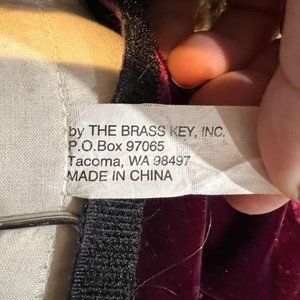 by THE BRASS KEY, INC.
P.O.Box 97065
Tacoma, WA 98497
MADE IN CHINA